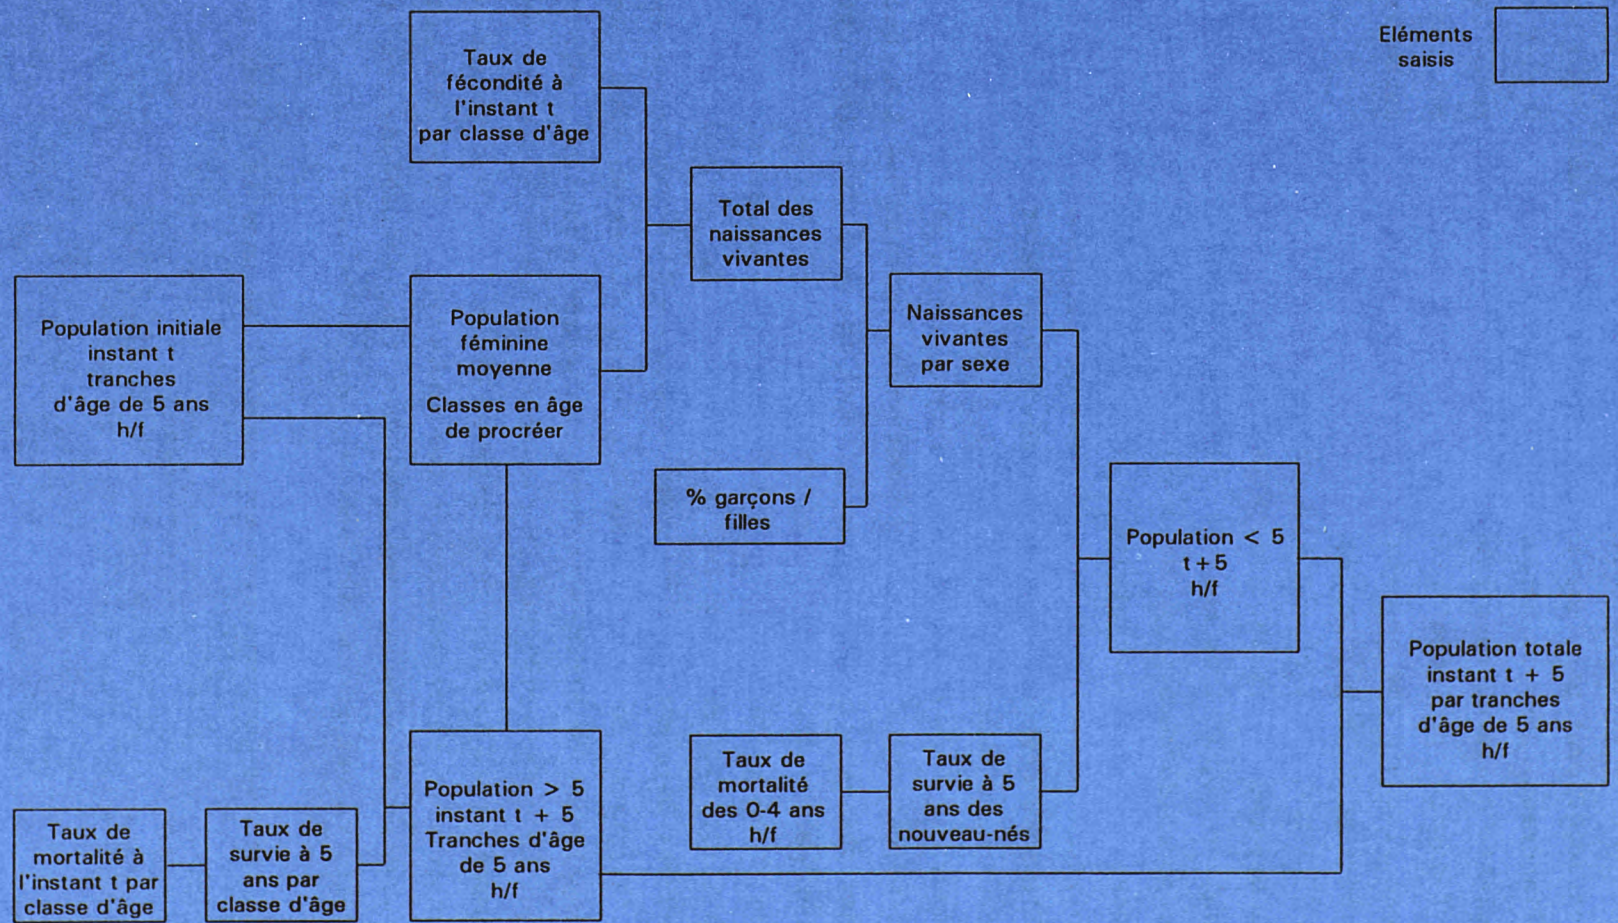 Eléments
saisis
Taux de
fécondité à
l'instant t
par classe d'âge
Total des
naissances
vivantes
Population initiale
instant t
tranches
d'âge de 5 ans
h/f
Population
féminine
moyenne
Classes en âge
de procréer
Naissances
vivantes
par sexe
% garçons /
filles
Population < 5
t + 5
h/f
Population totale
instant t + 5
par tranches
d'âge de 5 ans
h/f
Taux de
mortalité à
l'instant t par
classe d'âge
Taux de
survie à 5
ans par
classe d'âge
Population > 5
instant t + 5
Tranches d'âge
de 5 ans
h/f
Taux de
mortalité
des 0-4 ans
h/f
Taux de
survie à 5
ans des
nouveau-nés